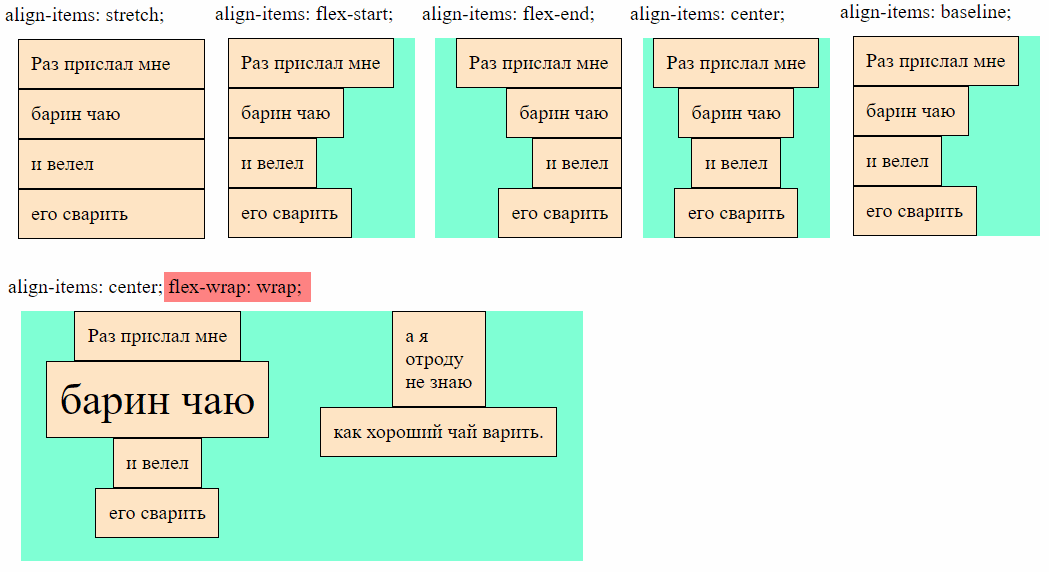 align-items: stretch;
Раз прислал мне
барин чаю
и велел
его сварить
align-items: flex-start;
Раз прислал мне
барин чаю
и велел
его сварить
align-items: flex-end;
Раз прислал мне
барин чаю
и велел
его сварить
align-items: center;
Раз прислал мне
барин чаю
и велел
его сварить
align-items: baseline;
Раз прислал мне
барин чаю
и велел
его сварить
align-items: center; flex-wrap: wrap;
Раз прислал мне
барин чаю
и велел
его сварить
а я
отроду
не знаю
как хороший чай варить.